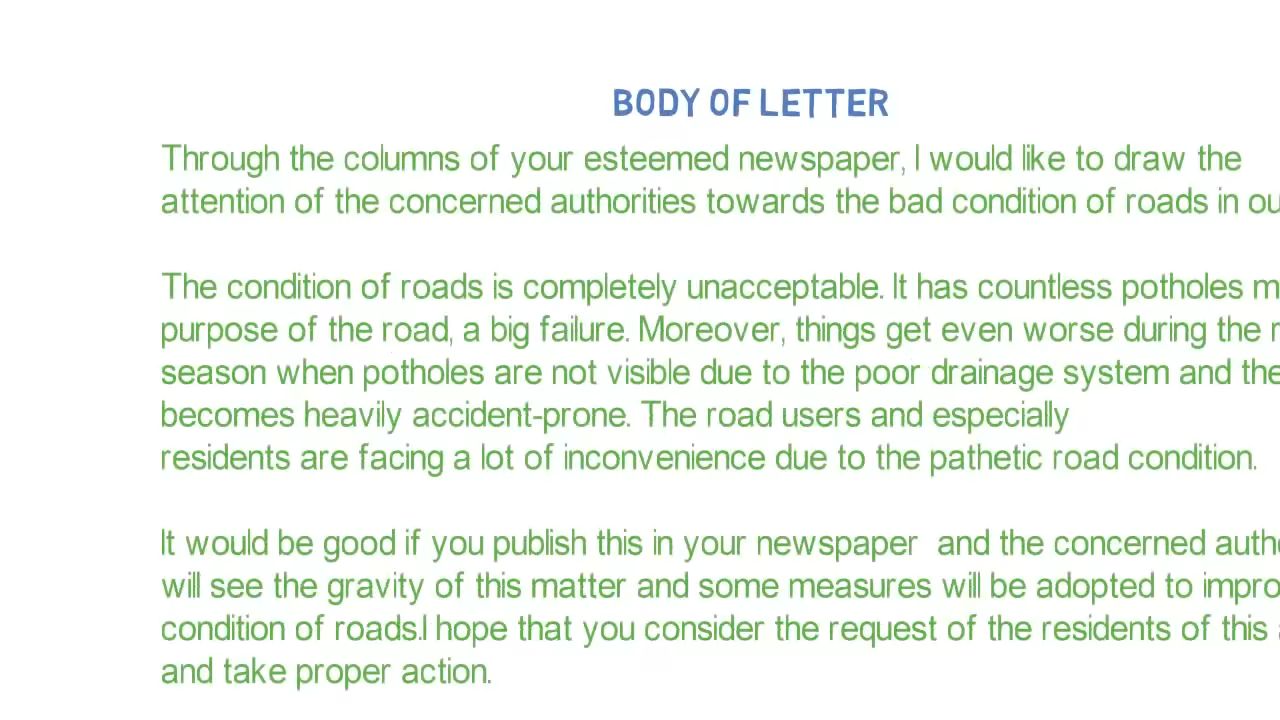 BODY OF LETTER
Through the columns of your esteemed newspaper, I would like to draw the
attention of the concerned authorities towards the bad condition of roads in
The condition of roads is completely unacceptable. It has countless potholes
purpose of the road, a big failure. Moreover, things get even worse during the
season when potholes are not visible due to the poor drainage system and
becomes heavily accident-prone. The road users and especially
residents are facing a lot of inconvenience due to the pathetic road condition.
It would be good if you publish this in your newspaper and the concerned
will see the gravity of this matter and some measures will be adopted to
condition of roads.I hope that you consider the request of the residents of this
and take proper action.